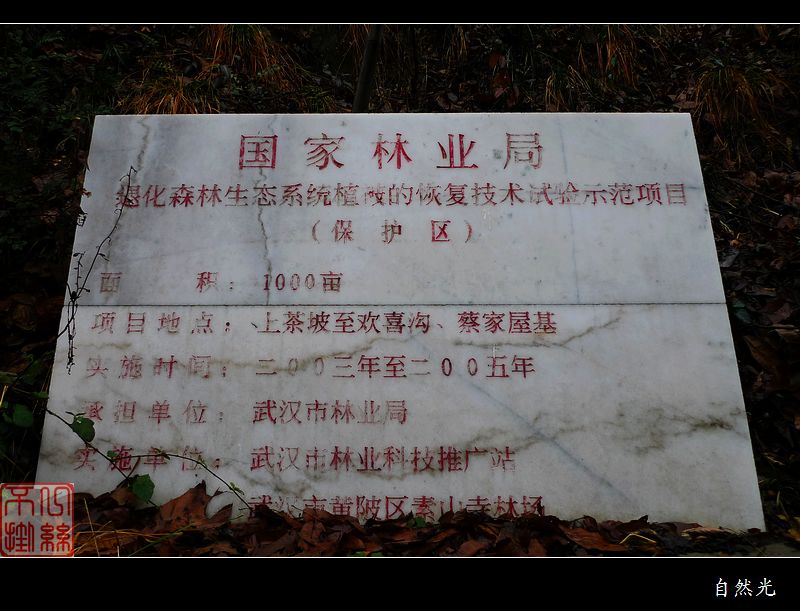 国家林业局
退化森林生态系统植被的恢复技术试验示范项目
(保护区)
面 积: 1000亩
项目地点: 上茶坡至欢喜沟、蔡家屋基
实施时间: 二00三年至二00五年
承担单位: 武汉市林业局
实施单位: 武汉市林业科技推广站
武汉市黄陂区素山寺林场
自然光